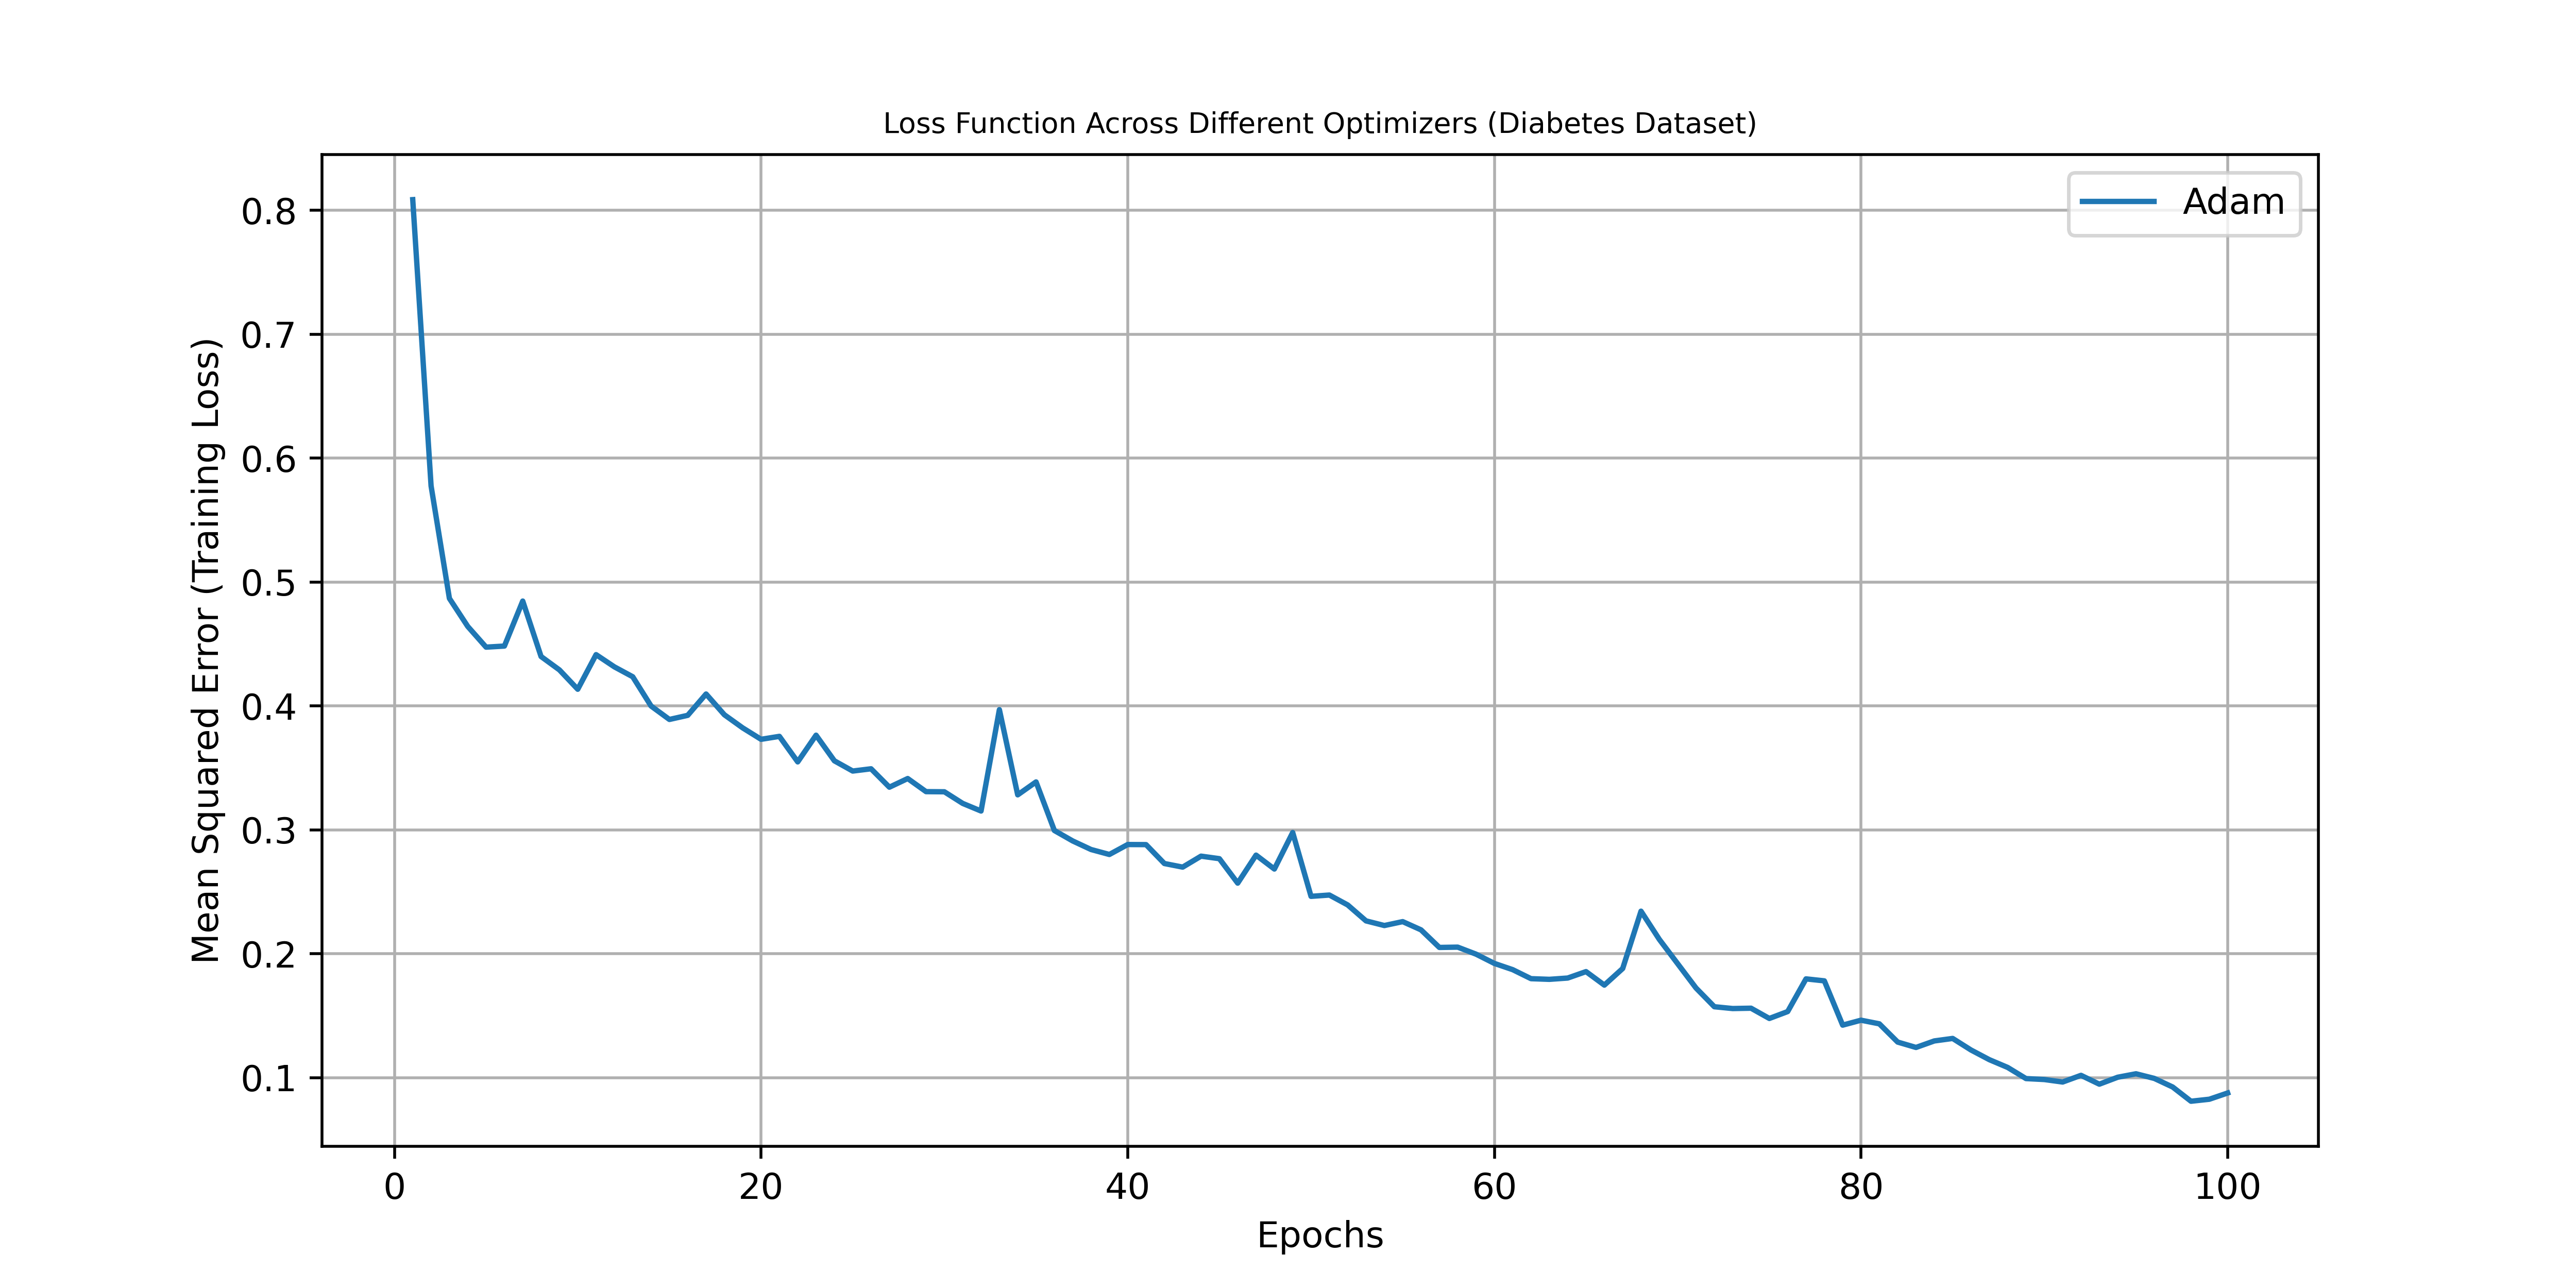 Loss Function Across Different Optimizers (Diabetes Dataset)
Adam
Mean Squared Error (Training Loss)
0.8
0.7
0.6
0.5
0.4
0.3
0.2
0.1
0 20 40 60 80 100
Epochs